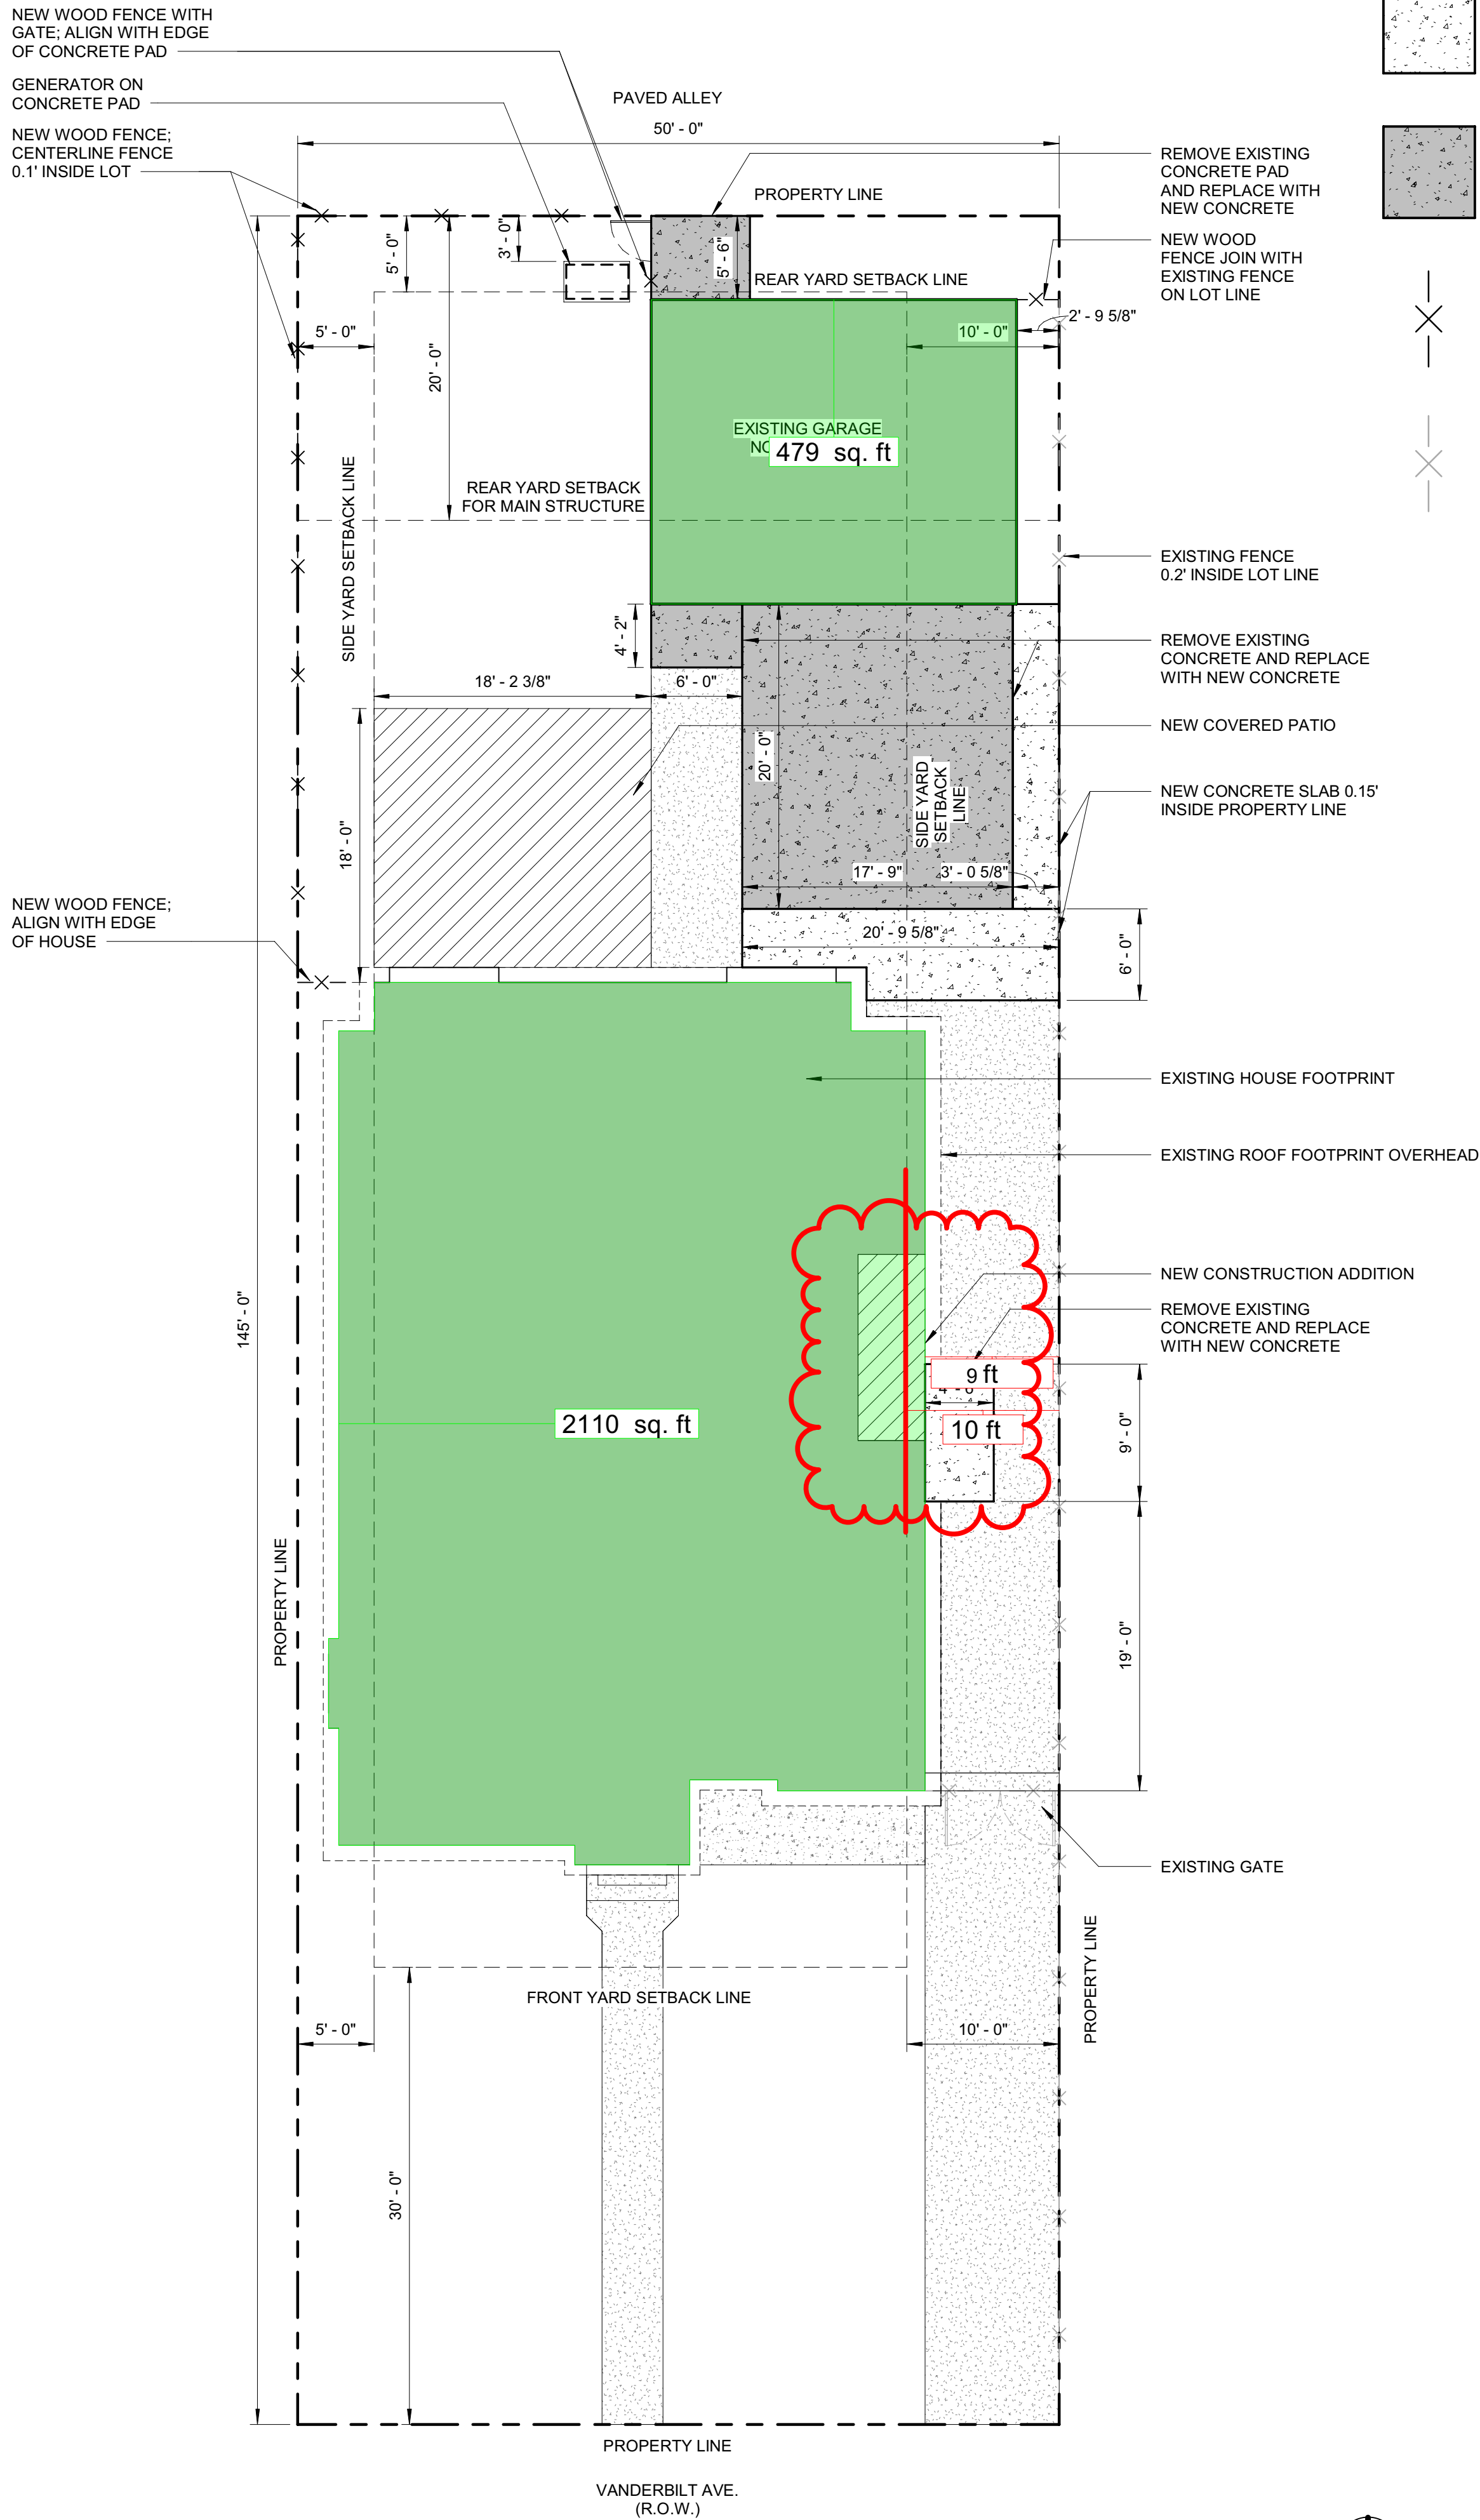 NEW WOOD FENCE WITH
GATE; ALIGN WITH EDGE
OF CONCRETE PAD
GENERATOR ON
CONCRETE PAD
NEW WOOD FENCE;
CENTERLINE FENCE
0.1' INSIDE LOT
PAVED ALLEY
50' - 0"
PROPERTY LINE
REMOVE EXISTING
CONCRETE PAD
AND REPLACE WITH
NEW CONCRETE
5' - 0"
3' - 0"
5' - 6"
REAR YARD SETBACK LINE
NEW WOOD
FENCE JOIN WITH
EXISTING FENCE
ON LOT LINE
2' - 9 5/8"
5' - 0"
10' - 0"
20' - 0"
EXISTING GARAGE
479 sq. ft
SIDE YARD SETBACK LINE
REAR YARD SETBACK
FOR MAIN STRUCTURE
EXISTING FENCE
0.2' INSIDE LOT LINE
4' - 2"
REMOVE EXISTING
CONCRETE AND REPLACE
WITH NEW CONCRETE
18' - 2 3/8"
6' - 0"
NEW COVERED PATIO
20' - 0"
SIDE YARD
SETBACK
LINE
NEW CONCRETE SLAB 0.15'
INSIDE PROPERTY LINE
18' - 0"
17' - 9"
3' - 0 5/8"
NEW WOOD FENCE;
ALIGN WITH EDGE
OF HOUSE
20' - 9 5/8"
6' - 0"
EXISTING HOUSE FOOTPRINT
EXISTING ROOF FOOTPRINT OVERHEAD
145' - 0"
NEW CONSTRUCTION ADDITION
REMOVE EXISTING
CONCRETE AND REPLACE
WITH NEW CONCRETE
9 ft
10 ft
9' - 0"
2110 sq. ft
PROPERTY LINE
19' - 0"
EXISTING GATE
PROPERTY LINE
FRONT YARD SETBACK LINE
5' - 0"
10' - 0"
30' - 0"
PROPERTY LINE
VANDERBILT AVE.
(R.O.W.)